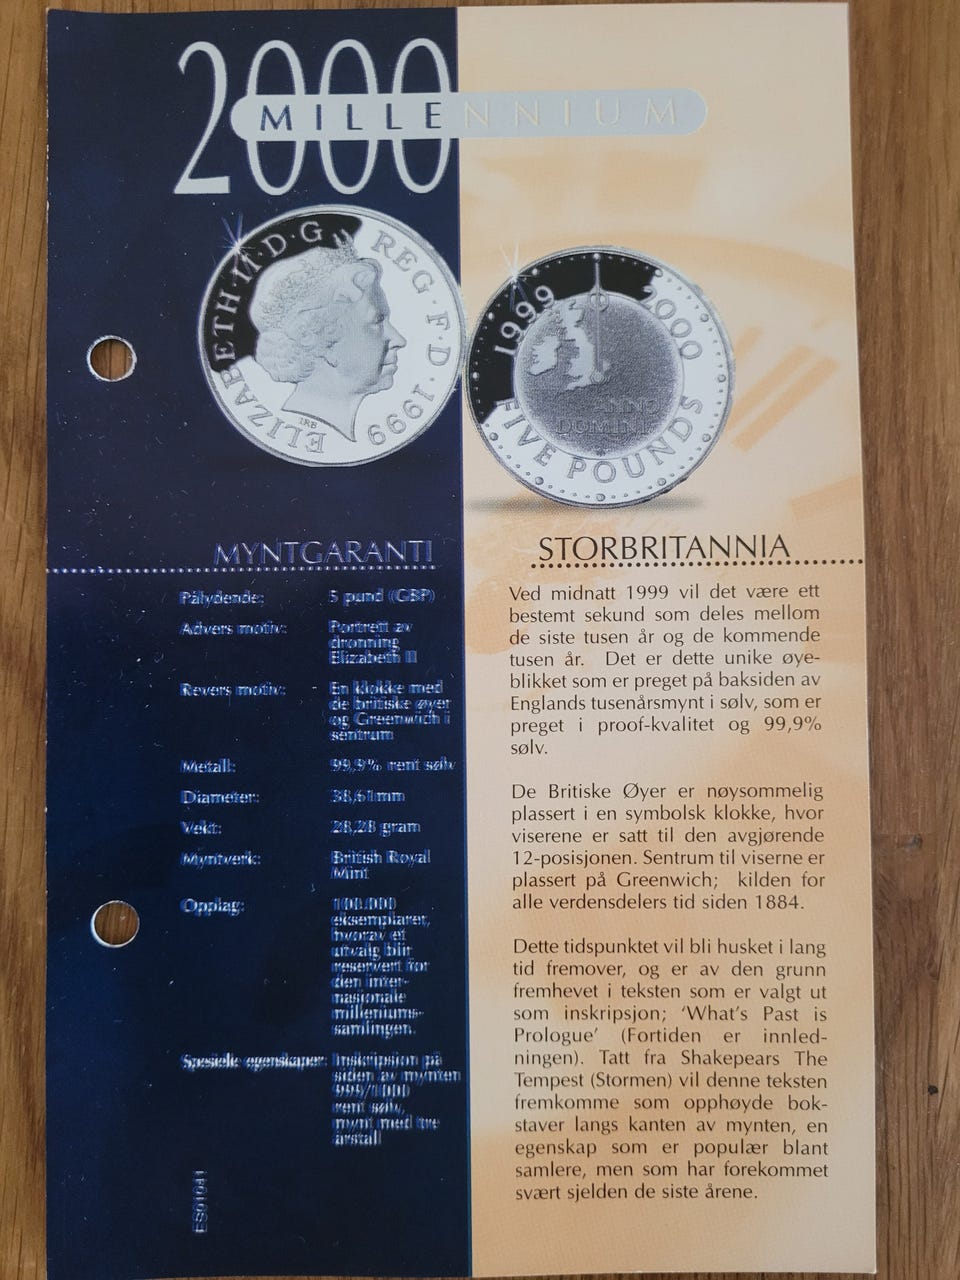 2000
MILLENNIUM
ELIZABETH·II·D·G REG·F·D·1999
IRB
1999 2000
ANNO
DOMINI
FIVE POUNDS
MYNTGARANTI
Pålydende: 5 pund (GBP)
Advers motiv: Portrett av
dronning
Elizabeth II
Revers motiv: En klokke med
de britiske øyer
og Greenwich i
sentrum
Metall: 99,9% rent sølv
Diameter: 38,61mm
Vekt: 28,28 gram
Myntverk: British Royal
Mint
Opplag: 100.000
eksemplarer,
hvorav et
utvalg blir
reservert for
den inter-
nasjonale
milleniums-
samlingen.
Spesielle egenskaper: Inskripsjon på
siden av mynten
999/1000
rent sølv,
mynt med tre
årstall
ES01041
STORBRITANNIA
Ved midnatt 1999 vil det være ett
bestemt sekund som deles mellom
de siste tusen år og de kommende
tusen år. Det er dette unike øye-
blikket som er preget på baksiden av
Englands tusenårsmynt i sølv, som er
preget i proof-kvalitet og 99,9%
sølv.
De Britiske Øyer er nøysommelig
plassert i en symbolsk klokke, hvor
viserene er satt til den avgjørende
12-posisjonen. Sentrum til viserne er
plassert på Greenwich; kilden for
alle verdensdelers tid siden 1884.
Dette tidspunktet vil bli husket i lang
tid fremover, og er av den grunn
fremhevet i teksten som er valgt ut
som inskripsjon; 'What's Past is
Prologue' (Fortiden er innled-
ningen). Tatt fra Shakepears The
Tempest (Stormen) vil denne teksten
fremkomme som opphøyde bok-
staver langs kanten av mynten, en
egenskap som er populær blant
samlere, men som har forekommet
svært sjelden de siste årene.